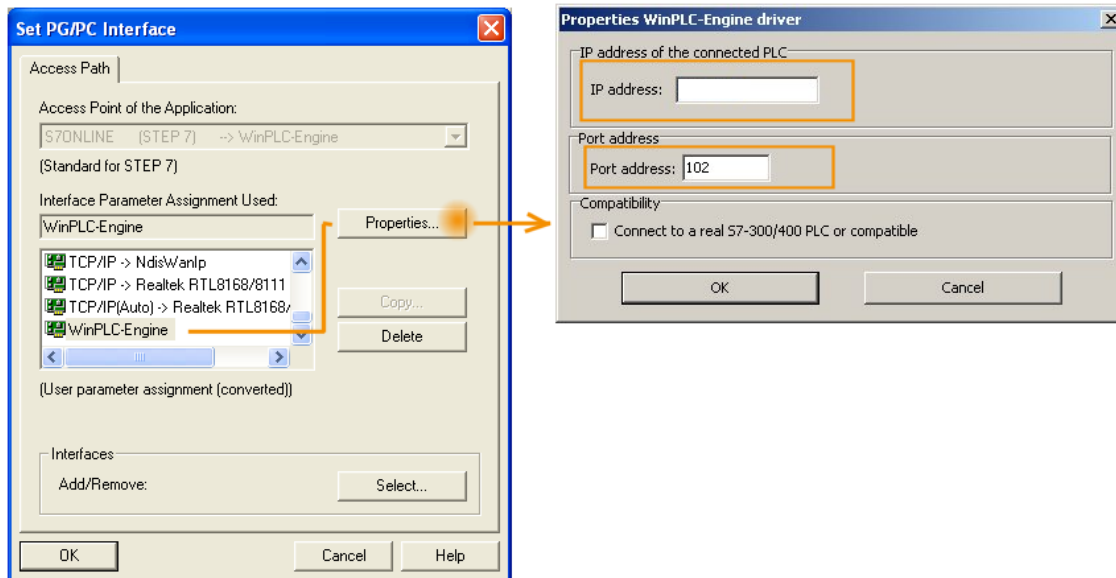 Set PG/PC Interface
Access Path
Access Point of the Application:
S7ONLINE (STEP 7) --> WinPLC-Engine
(Standard for STEP 7)
Interface Parameter Assignment Used:
WinPLC-Engine
Properties...
TCP/IP -> NdisWanIp
TCP/IP -> Realtek RTL8168/8111
TCP/IP(Auto) -> Realtek RTL8168/
WinPLC-Engine
Copy...
Delete
(User parameter assignment (converted))
Interfaces
Add/Remove:
Select...
OK
Cancel
Help
Properties WinPLC-Engine driver
IP address of the connected PLC
IP address:
Port address
Port address: 102
Compatibility
Connect to a real S7-300/400 PLC or compatible
OK
Cancel